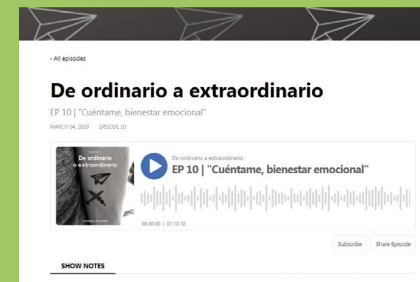 ‹ All episodes
De ordinario a extraordinario
EP 10 | "Cuéntame, bienestar emocional"
MARCH 04, 2020 EPISODE 10
De ordinario
a extraordinario
De ordinario a extraordinario
EP 10 | "Cuéntame, bienestar emocional"
00:00:00 | 01:13:12
Subscribe Share Episode
SHOW NOTES